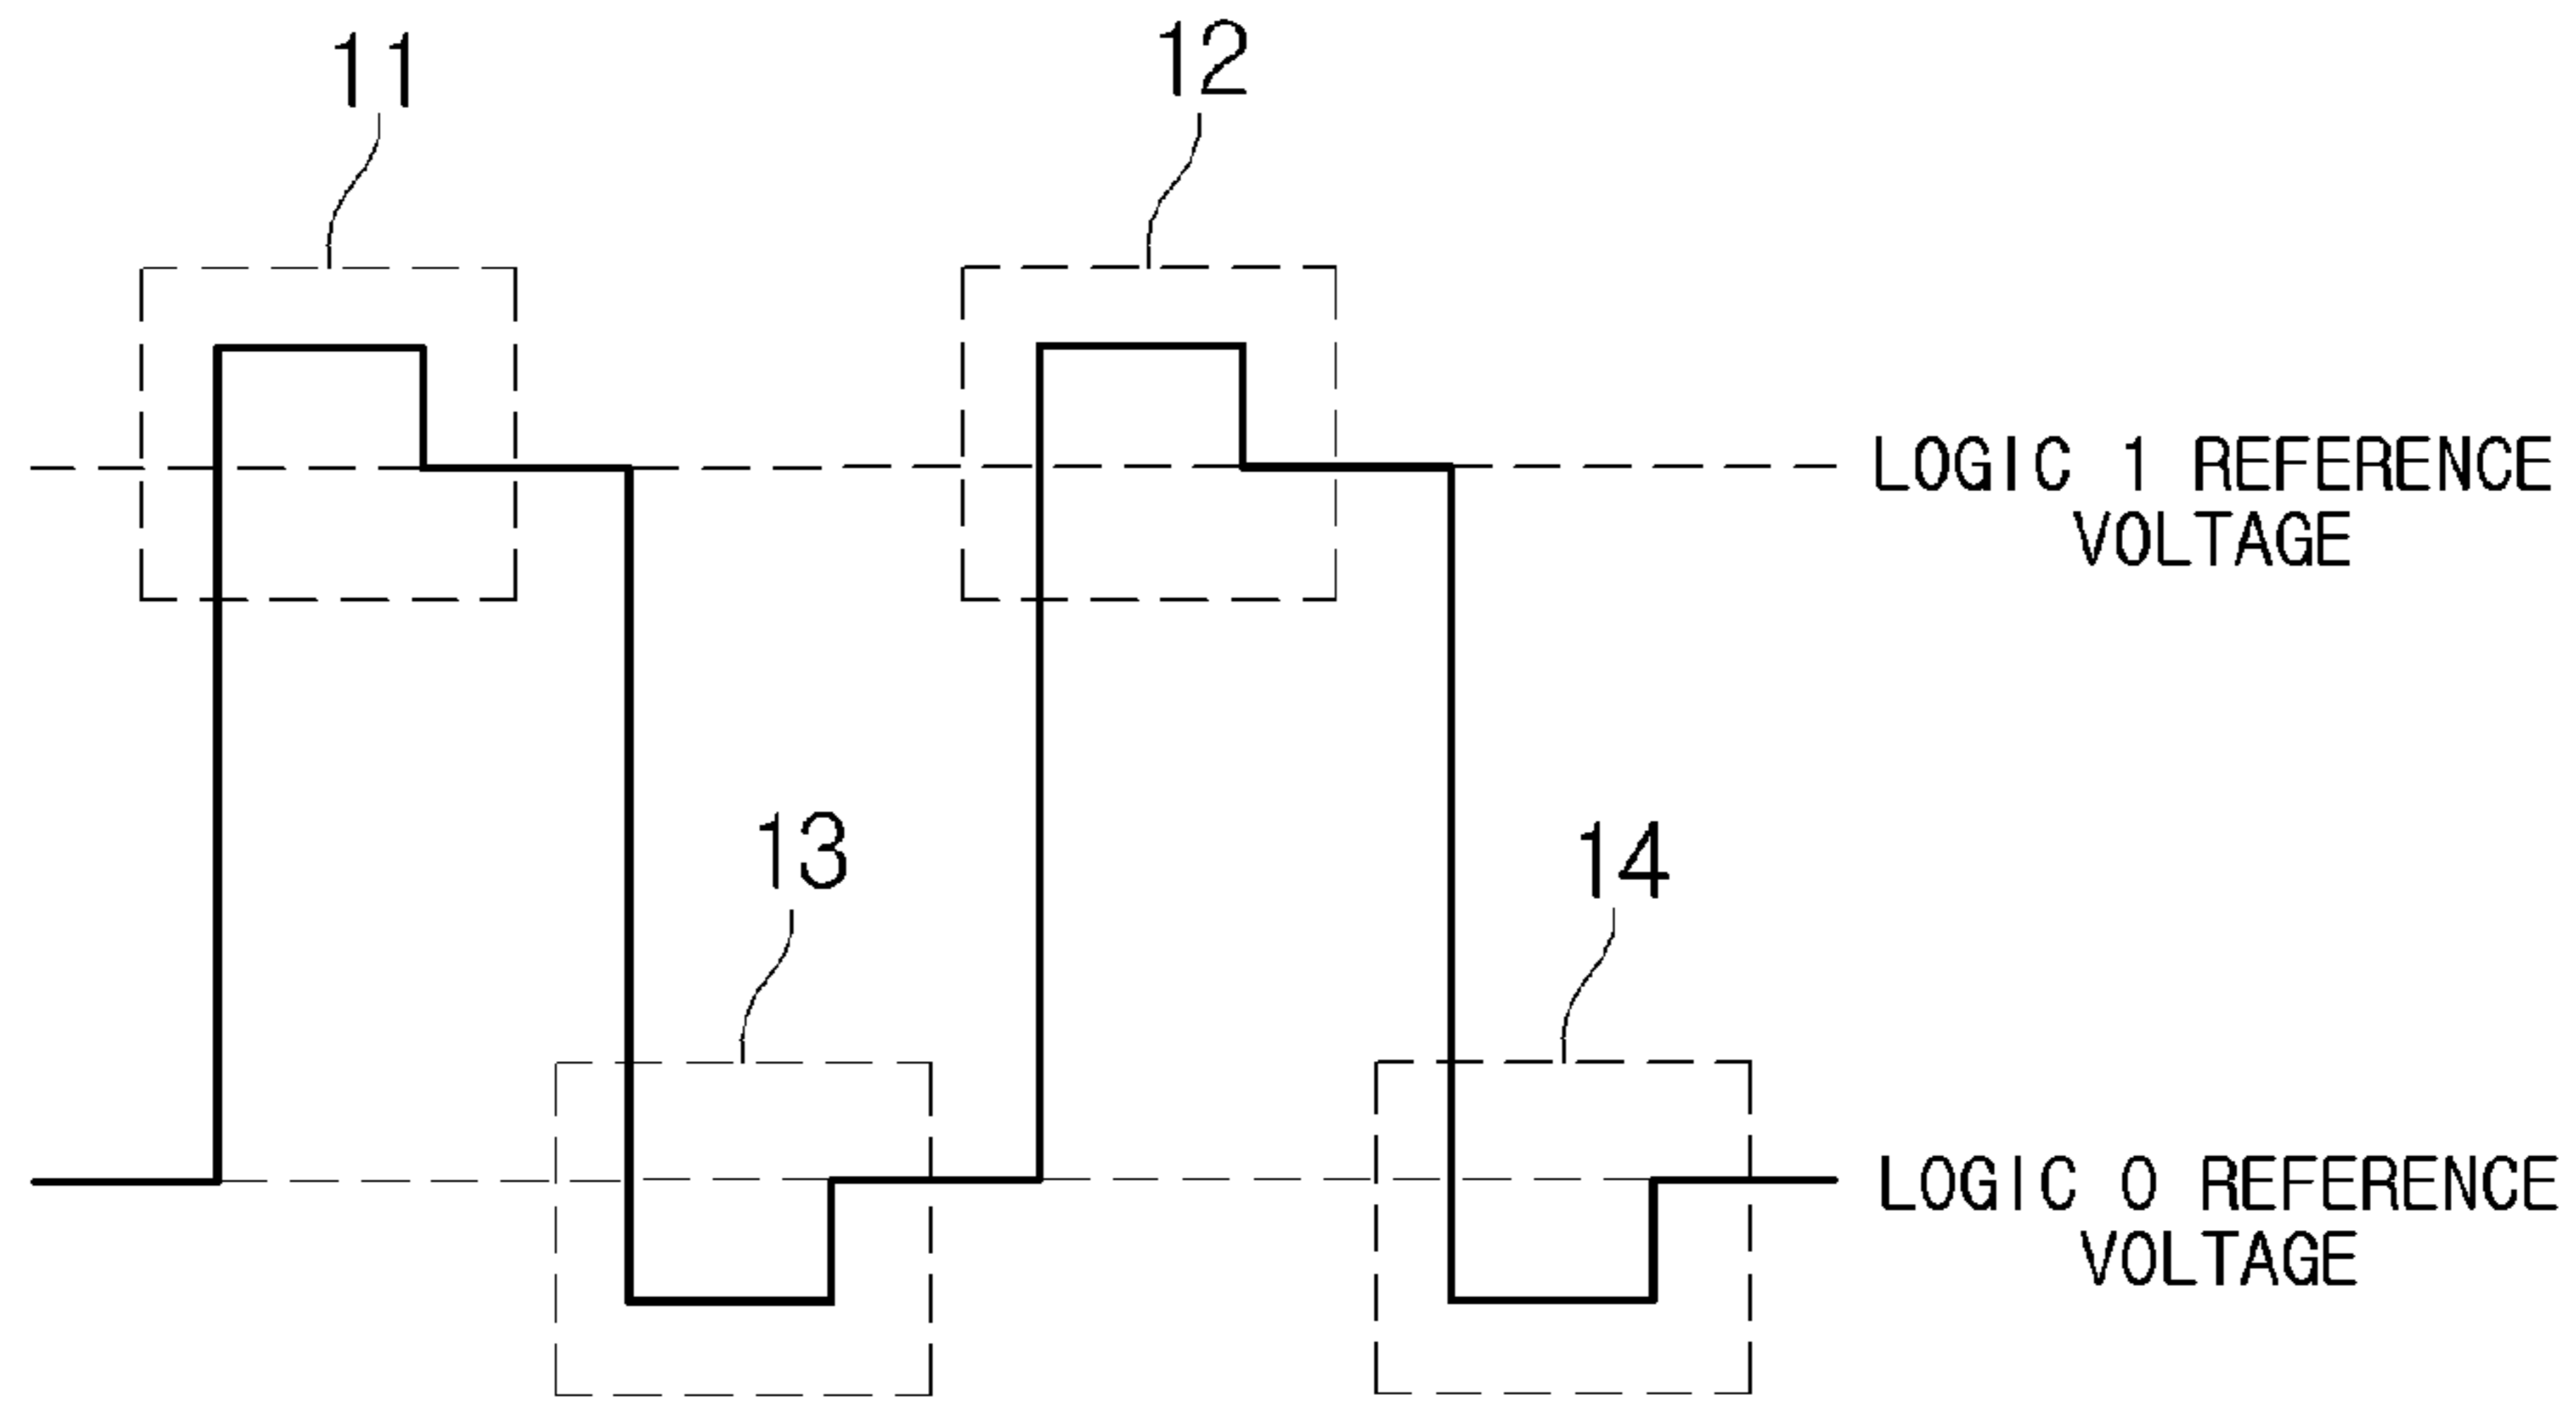 11
12
LOGIC 1 REFERENCE
VOLTAGE
13
14
LOGIC 0 REFERENCE
VOLTAGE